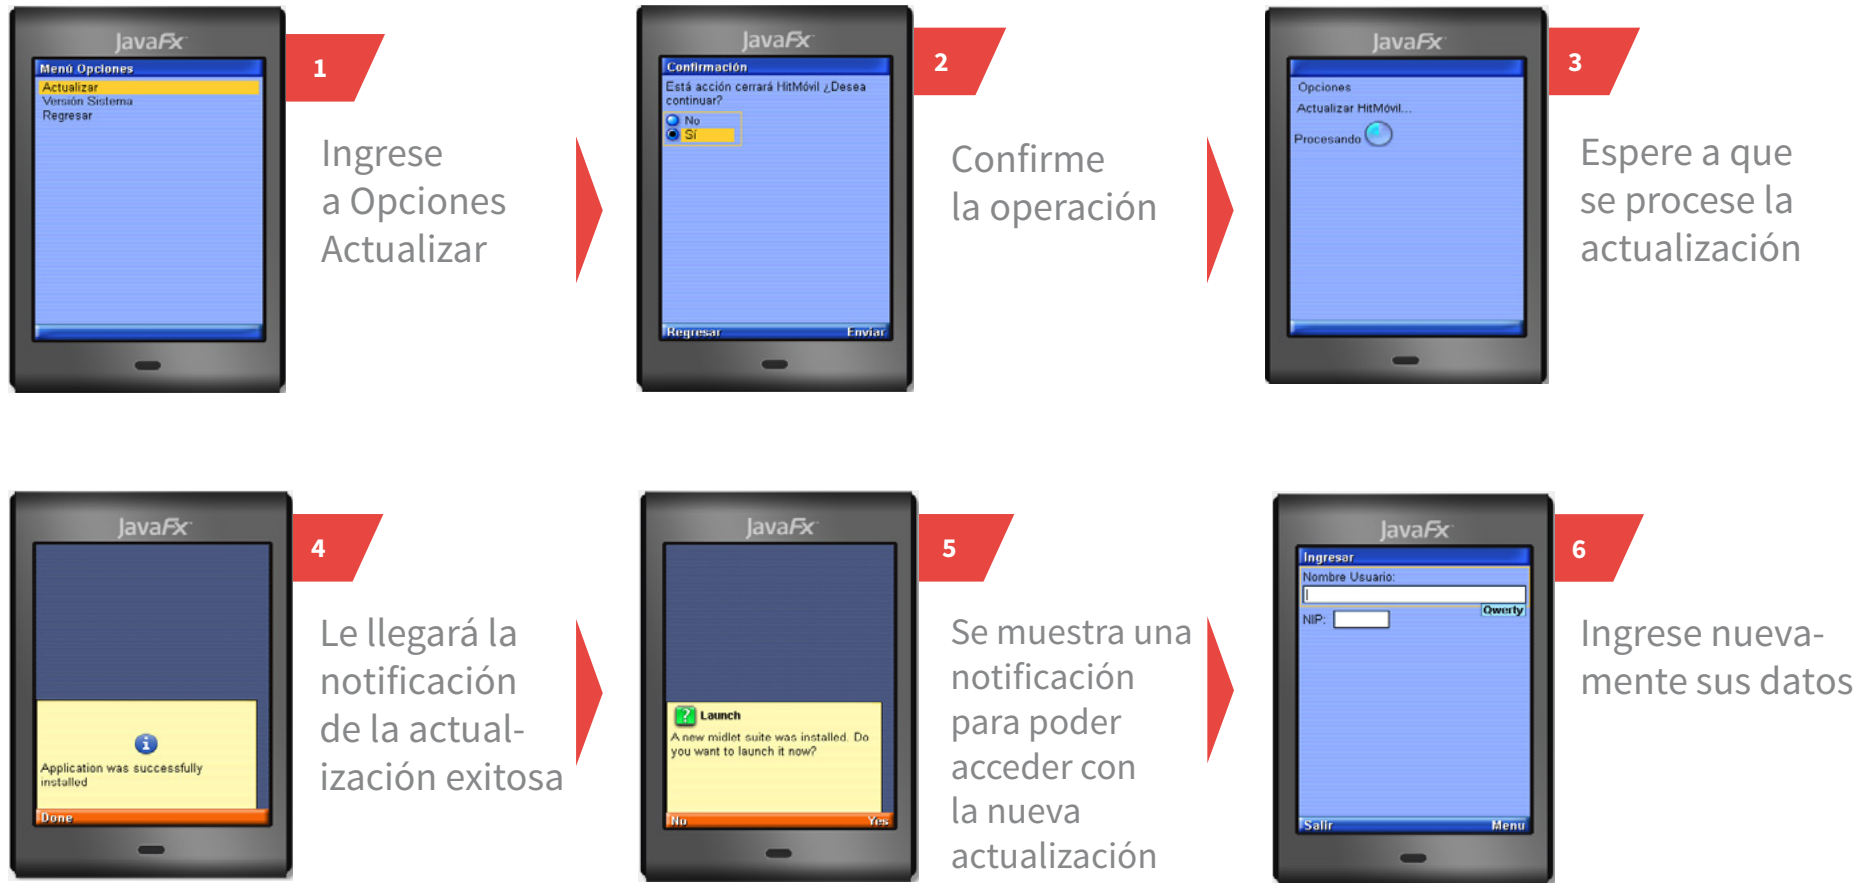 JavaFx
Menú Opciones
Actualizar
Versión Sistema
Regresar
1
Ingrese
a Opciones
Actualizar
JavaFx
Confirmación
Está acción cerrará HitMóvil ¿Desea
continuar?
No
Sí
Regresar Enviar
2
Confirme
la operación
JavaFx
Opciones
Actualizar HitMóvil...
Procesando
3
Espere a que
se procese la
actualización
JavaFx
Application was successfully
installed
Done
4
Le llegará la
notificación
de la actual-
ización exitosa
JavaFx
Launch
A new midlet suite was installed. Do
you want to launch it now?
No Yes
5
Se muestra una
notificación
para poder
acceder con
la nueva
actualización
JavaFx
Ingresar
Nombre Usuario:
Qwerty
NIP:
Salir Menu
6
Ingrese nueva-
mente sus datos